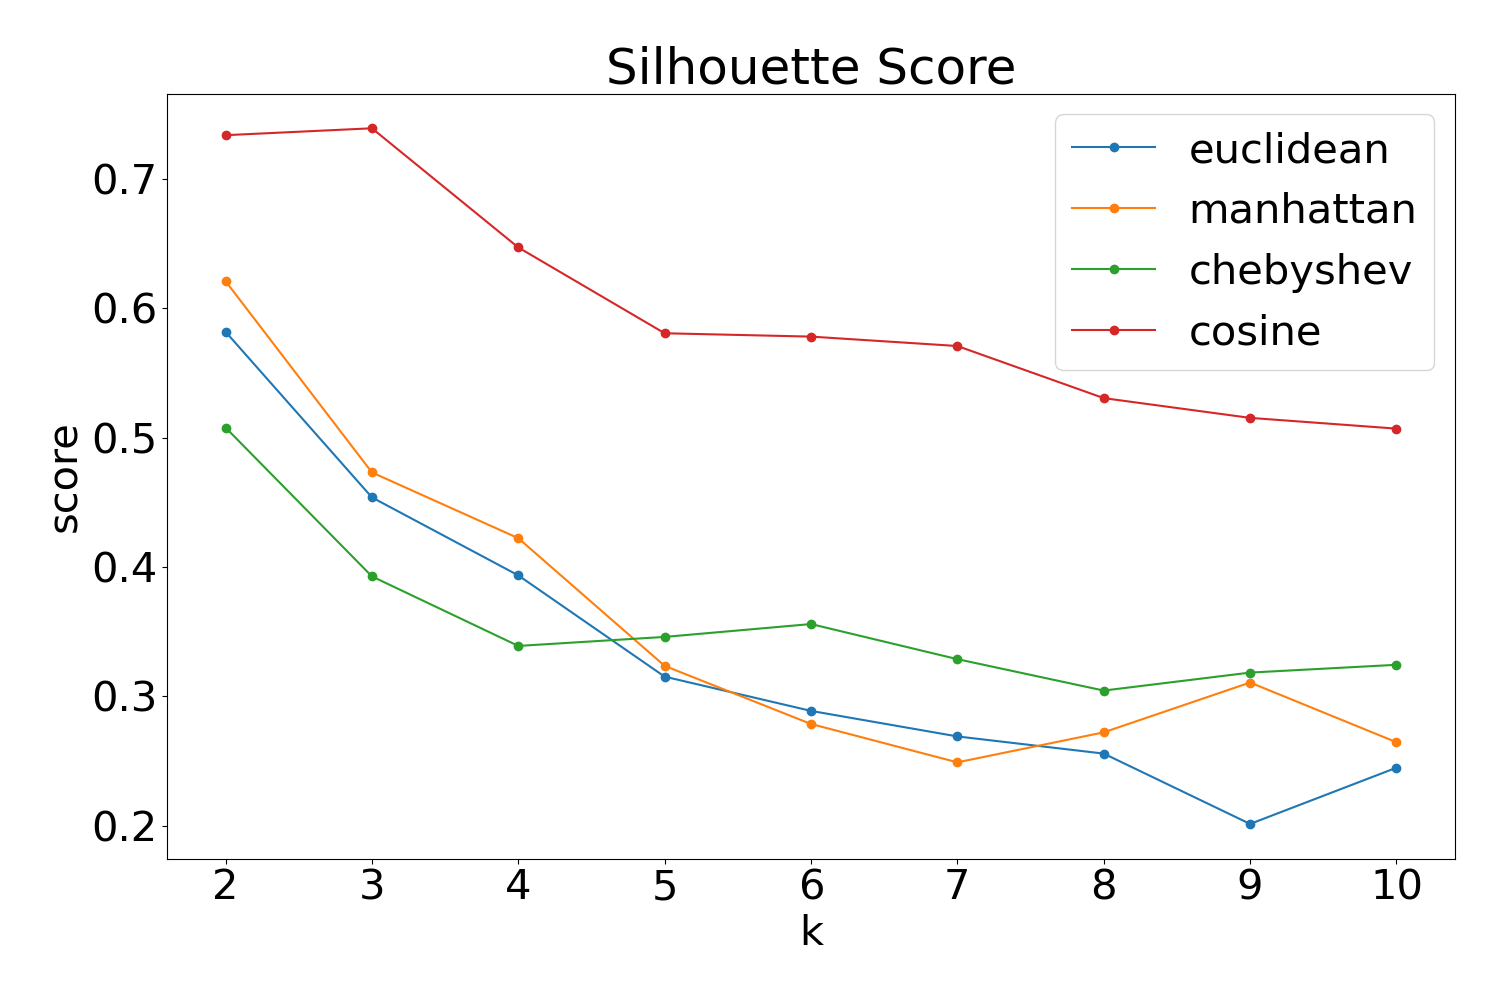 Silhouette Score
euclidean
manhattan
chebyshev
cosine
score
0.7
0.6
0.5
0.4
0.3
0.2
2 3 4 5 6 7 8 9 10
k